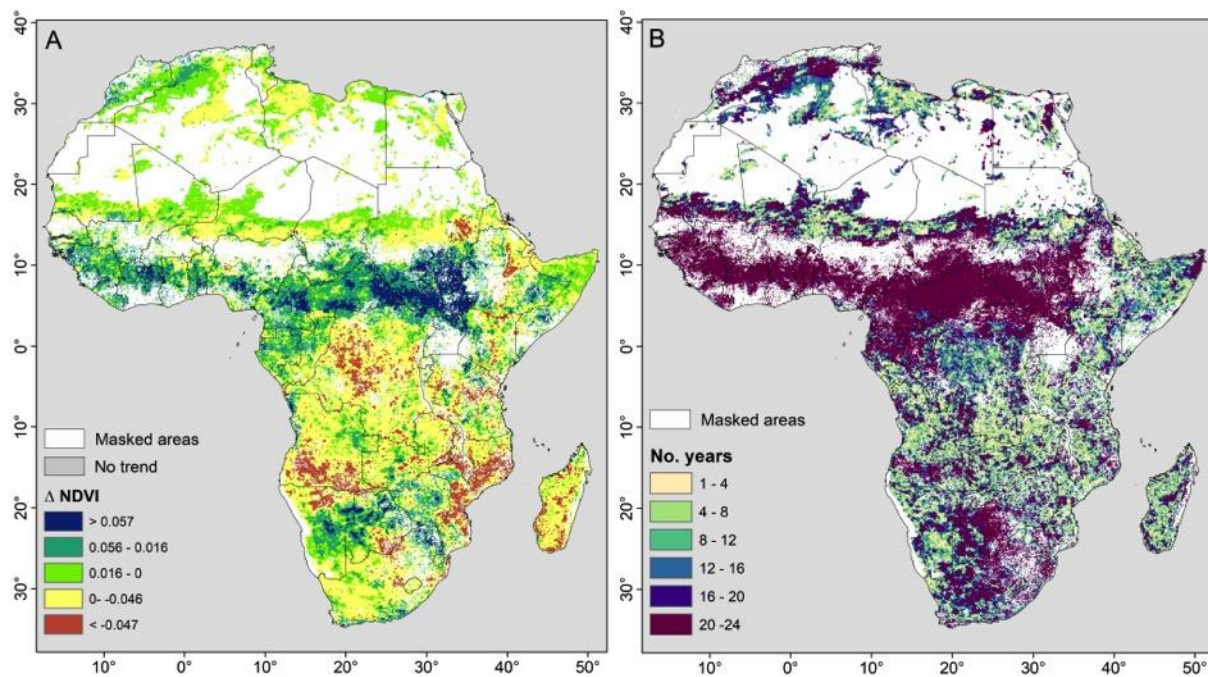 A
40°
30°
20°
10°
0°
10°
20°
30°
Masked areas
No trend
Δ NDVI
> 0.057
0.056 - 0.016
0.016 - 0
0- -0.046
< -0.047
10° 0° 10° 20° 30° 40° 50°
B
40°
30°
20°
10°
0°
10°
20°
30°
Masked areas
No. years
1 - 4
4 - 8
8 - 12
12 - 16
16 - 20
20 -24
10° 0° 10° 20° 30° 40° 50°